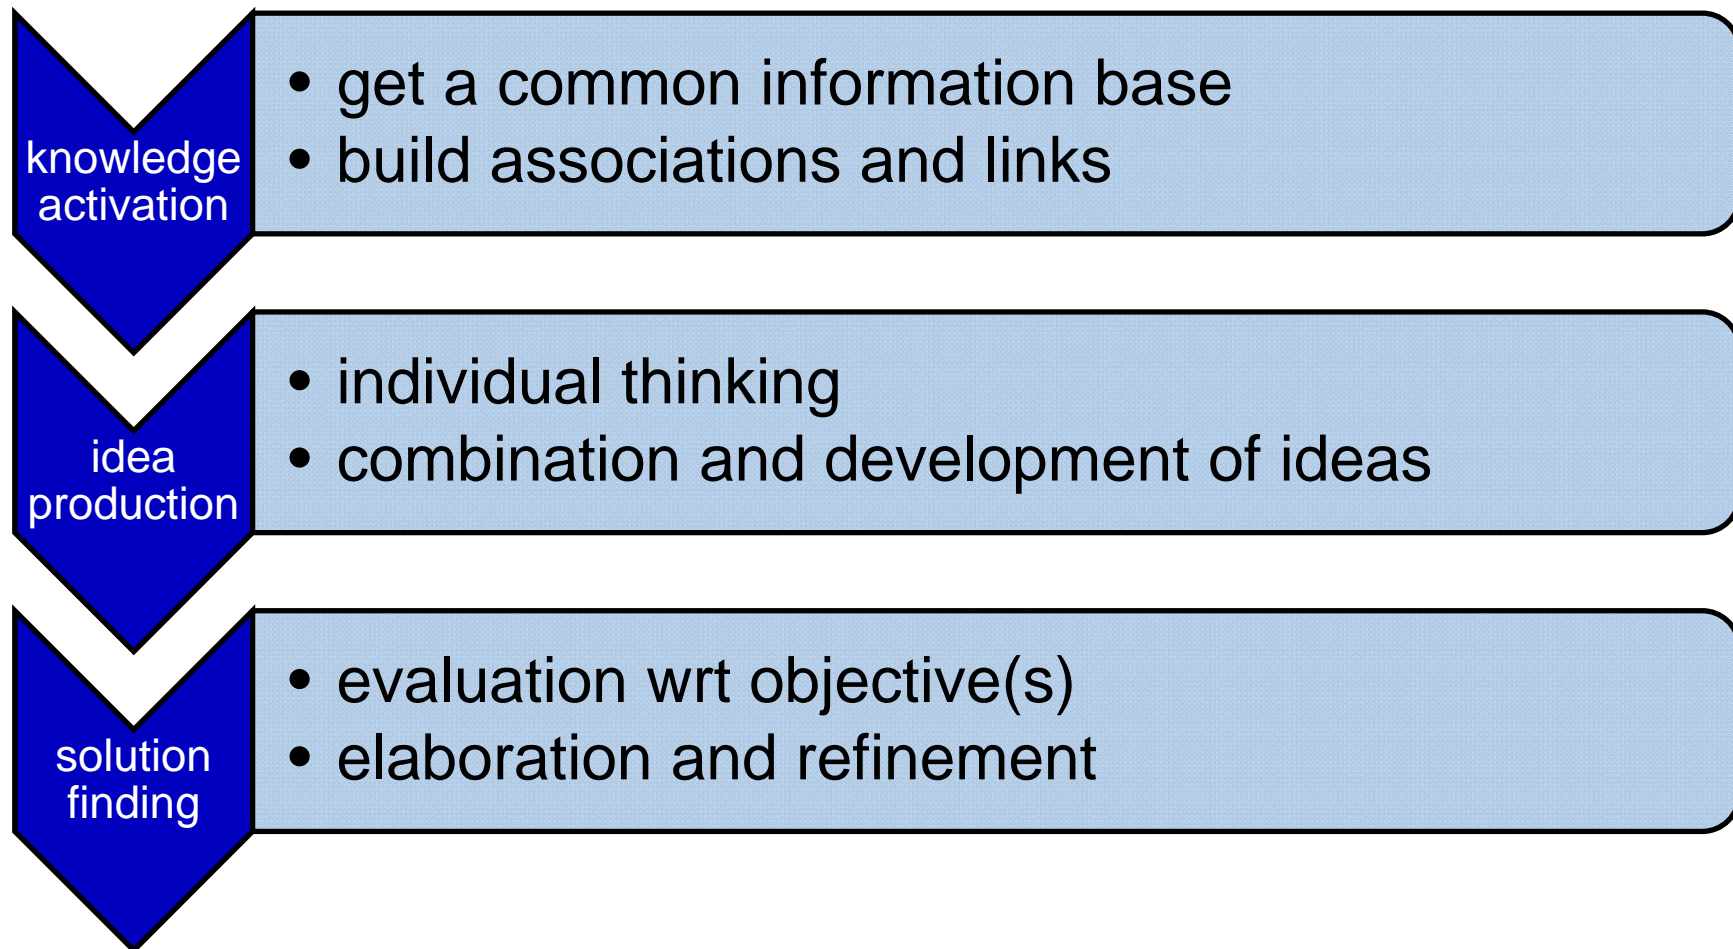 knowledge
activation
• get a common information base
• build associations and links
idea
production
• individual thinking
• combination and development of ideas
solution
finding
• evaluation wrt objective(s)
• elaboration and refinement